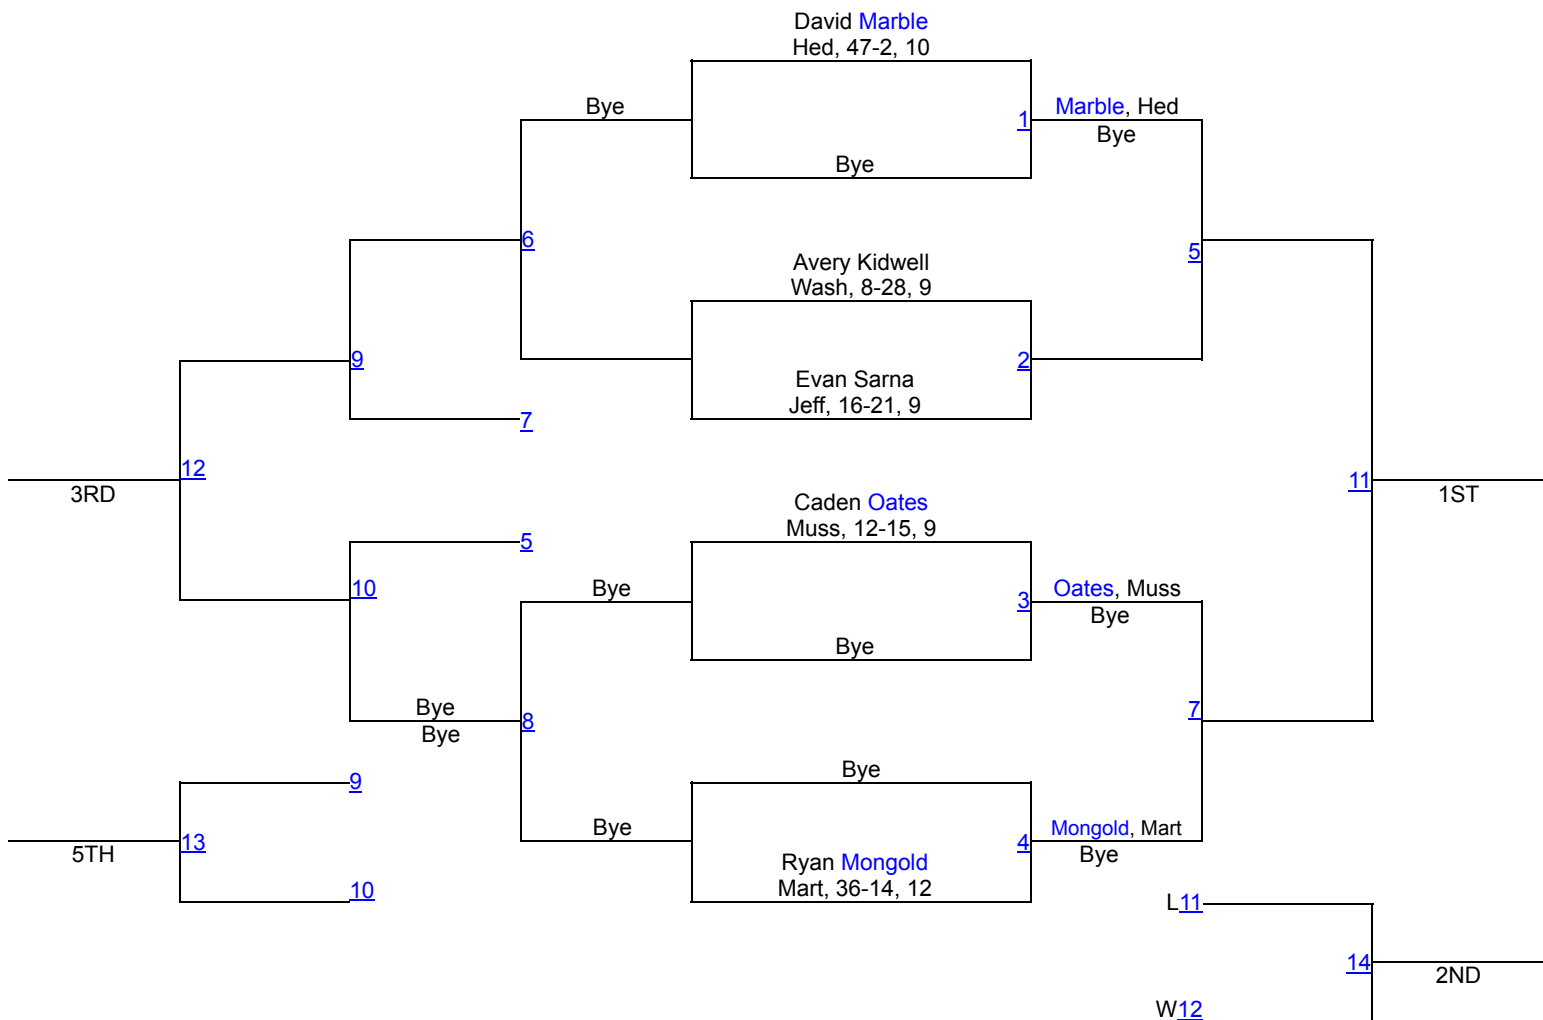 David Marble
Hed, 47-2, 10
Bye
1
Marble, Hed
Bye
Bye
6
Avery Kidwell
Wash, 8-28, 9
5
9
2
Evan Sarna
Jeff, 16-21, 9
7
12
3RD
Caden Oates
Muss, 12-15, 9
11
1ST
5
10
Bye
3
Oates, Muss
Bye
Bye
Bye
Bye
8
7
9
Bye
13
5TH
Bye
4
Mongold, Mart
Bye
Ryan Mongold
Mart, 36-14, 12
10
L11
14
2ND
W12